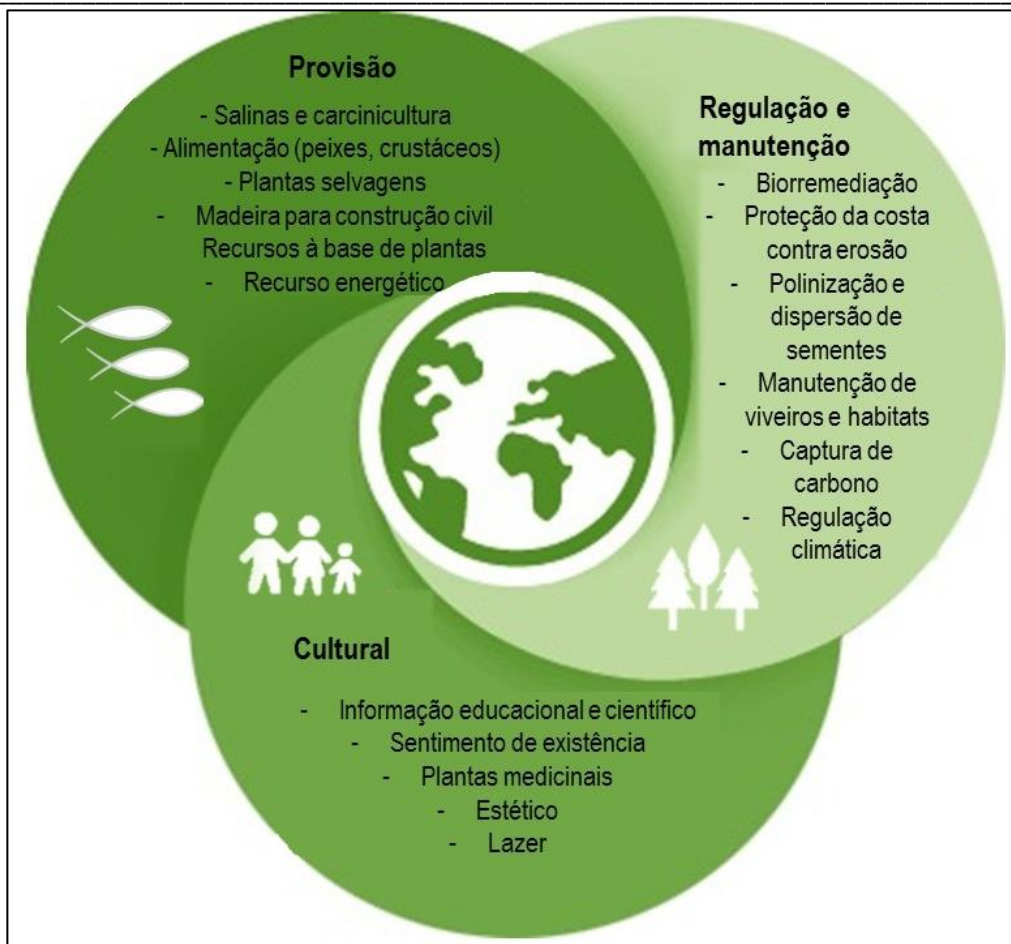 Provisão
- Salinas e carcinicultura
- Alimentação (peixes, crustáceos)
- Plantas selvagens
- Madeira para construção civil
Recursos à base de plantas
- Recurso energético
Regulação e
manutenção
- Biorremediação
- Proteção da costa
contra erosão
- Polinização e
dispersão de
sementes
- Manutenção de
viveiros e habitats
- Captura de
carbono
- Regulação
climática
Cultural
- Informação educacional e científico
- Sentimento de existência
- Plantas medicinais
- Estético
- Lazer